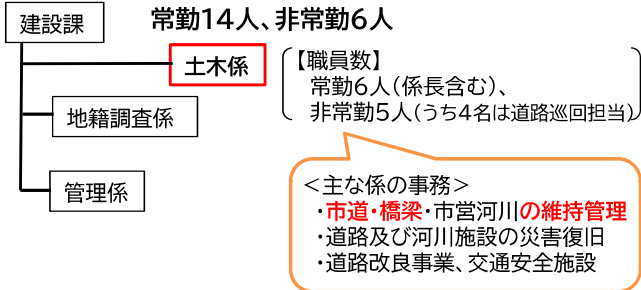 建設課
常勤14人、非常勤6人
土木係
【職員数】
常勤6人(係長含む)、
非常勤5人(うち4名は道路巡回担当)
地籍調査係
管理係
<主な係の事務>
・市道・橋梁・市営河川の維持管理
・道路及び河川施設の災害復旧
・道路改良事業、交通安全施設